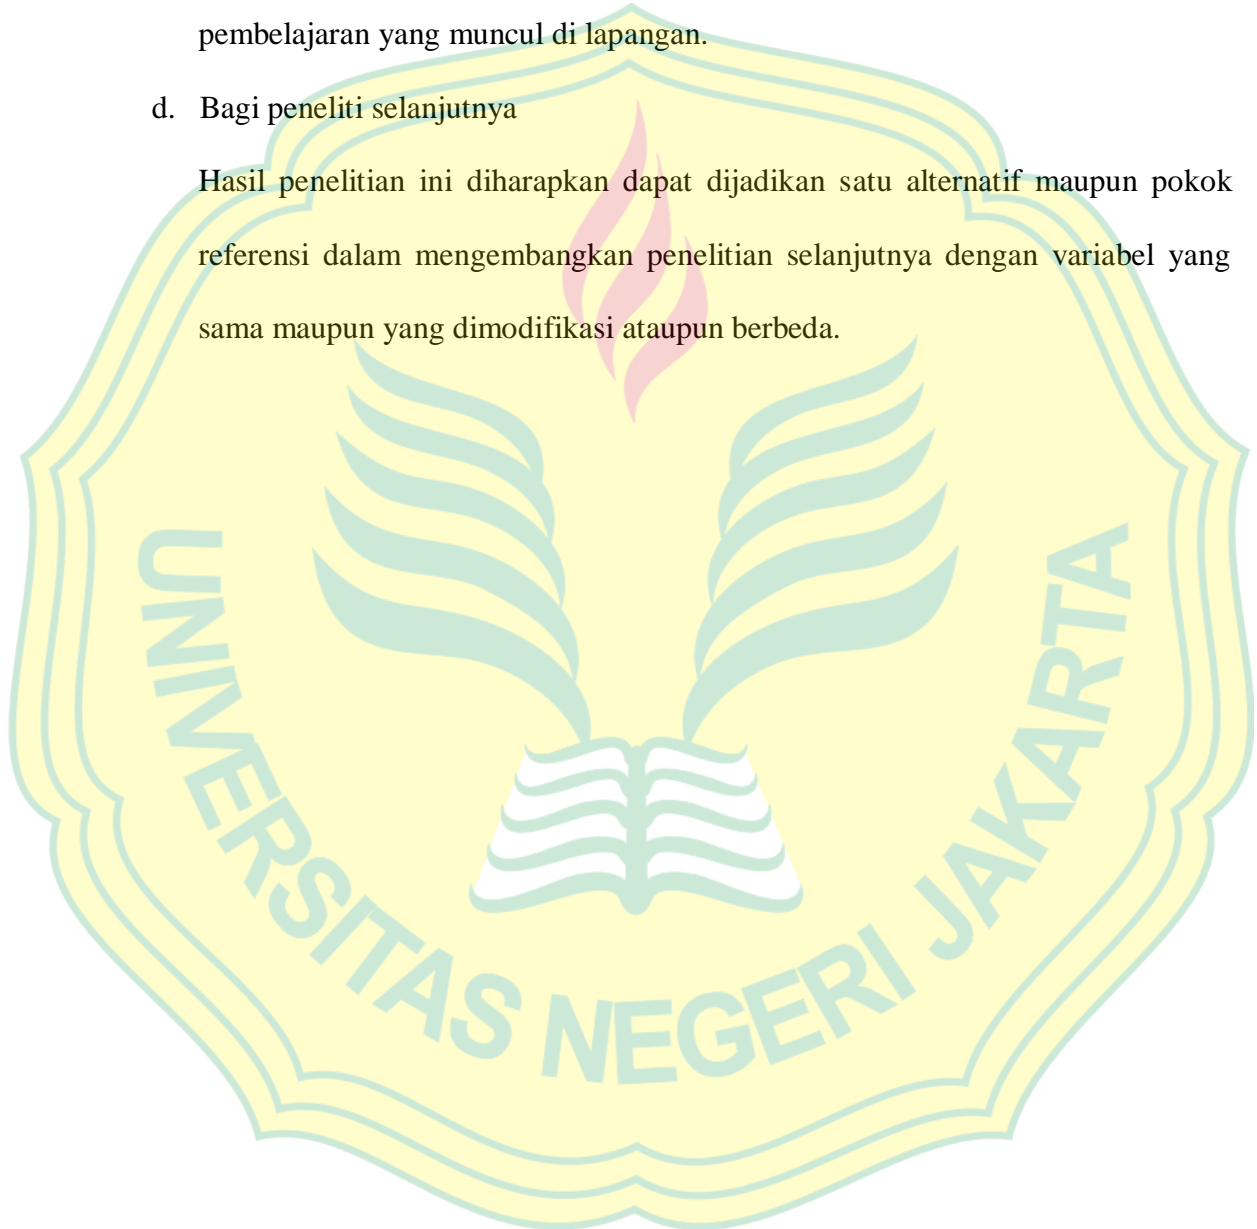 pembelajaran yang muncul di lapangan.
d. Bagi peneliti selanjutnya
Hasil penelitian ini diharapkan dapat dijadikan satu alternatif maupun pokok
referensi dalam mengembangkan penelitian selanjutnya dengan variabel yang
sama maupun yang dimodifikasi ataupun berbeda.
UNIVERSITAS NEGERI JAKARTA